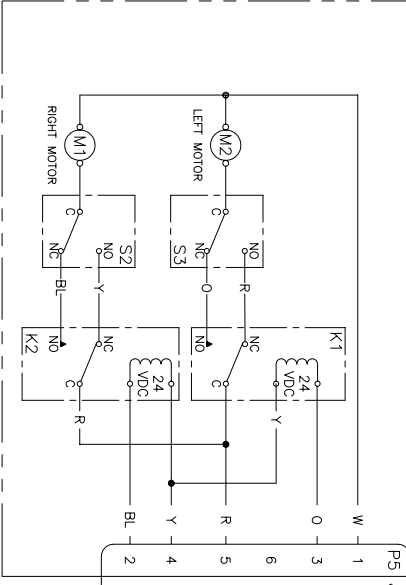 LEFT MOTOR
M2
RIGHT MOTOR
M1
C
NO
NC
S3
C
NO
NC
S2
R
O
Y
BL
K1
NC
NO
C
24
VDC
K2
NC
NO
C
24
VDC
Y
R
W
O
R
Y
BL
P5
1
3
6
5
4
2